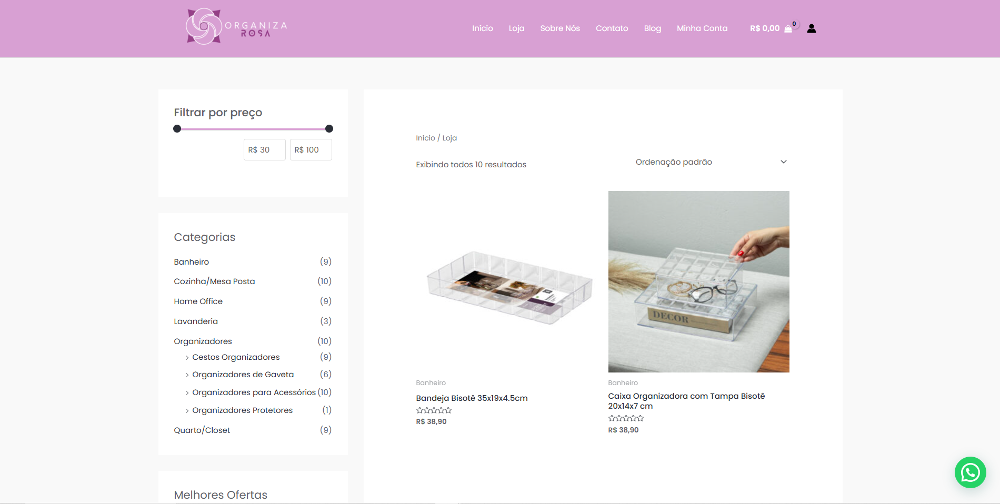 ORGANIZA
ROSA
Início
Loja
Sobre Nós
Contato
Blog
Minha Conta
R$ 0,00
0
Filtrar por preço
R$ 30
R$ 100
Categorias
Banheiro (9)
Cozinha/Mesa Posta (10)
Home Office (9)
Lavanderia (3)
Organizadores (10)
Cestos Organizadores (9)
Organizadores de Gaveta (6)
Organizadores para Acessórios (10)
Organizadores Protetores (1)
Quarto/Closet (9)
Melhores Ofertas
Início / Loja
Exibindo todos 10 resultados
Ordenação padrão
Banheiro
Bandeja Bisotê 35x19x4.5cm
R$ 38,90
DECOR
Banheiro
Caixa Organizadora com Tampa Bisotê
20x14x7 cm
R$ 38,90